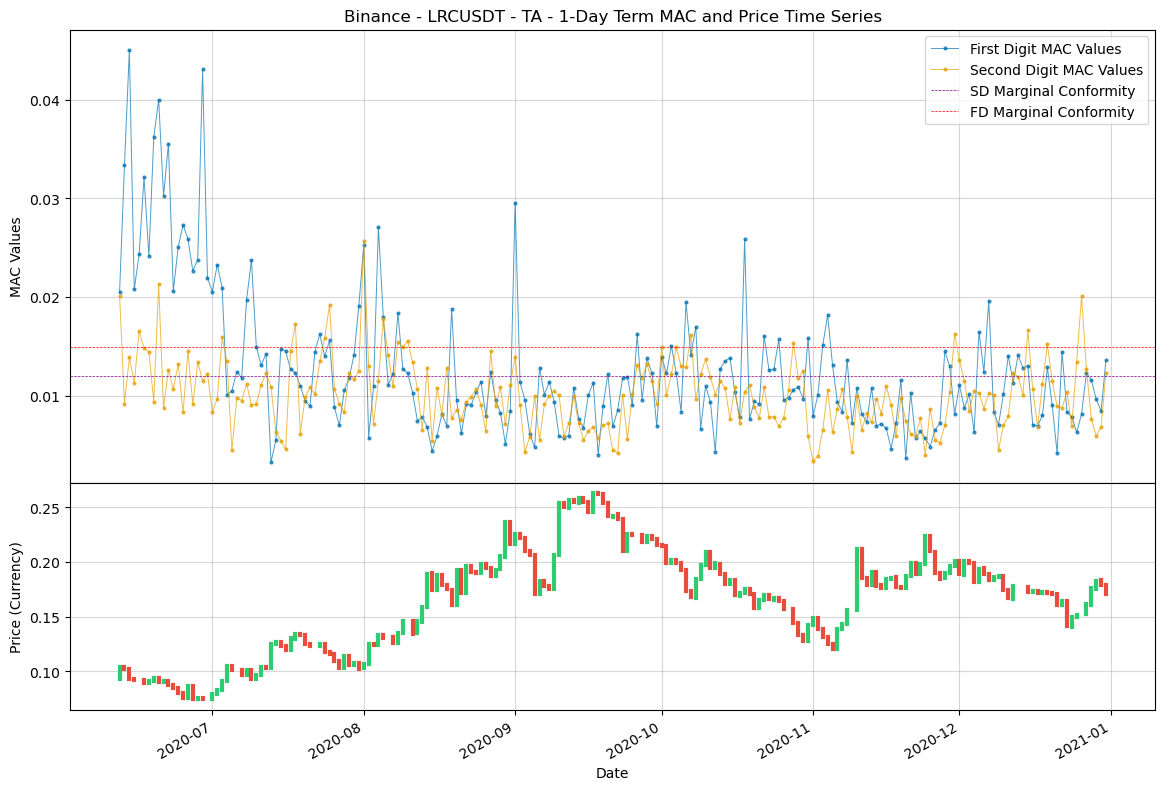 Binance - LRCUSDT - TA - 1-Day Term MAC and Price Time Series
First Digit MAC Values
Second Digit MAC Values
SD Marginal Conformity
FD Marginal Conformity
MAC Values
0.04
0.03
0.02
0.01
Price (Currency)
0.25
0.20
0.15
0.10
2020-07
2020-08
2020-09
2020-10
2020-11
2020-12
2021-01
Date